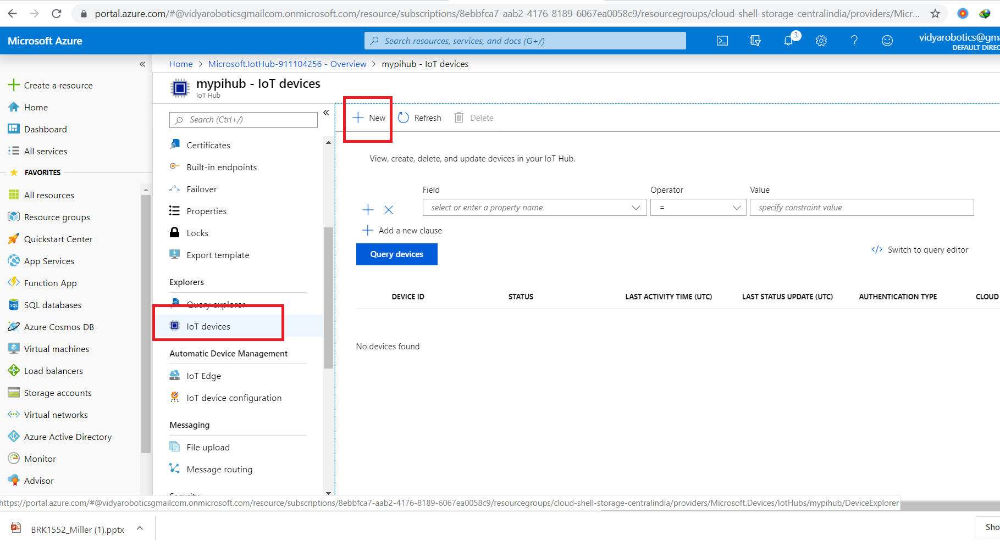 portal.azure.com/#@vidyaroboticsgmailcom.onmicrosoft.com/resource/subscriptions/8ebbfca7-aab2-4176-8189-6067ea0058c9/resourcegroups/cloud-shell-storage-centralindia/providers/Micr...
Microsoft Azure
Search resources, services, and docs (G+/)
3
vidyarobotics@gm
DEFAULT DIREC
«
Create a resource
Home
Dashboard
All services
FAVORITES
All resources
Resource groups
Quickstart Center
App Services
Function App
SQL databases
Azure Cosmos DB
Virtual machines
Load balancers
Storage accounts
Virtual networks
Azure Active Directory
Monitor
Advisor
Home > Microsoft.IotHub-911104256 - Overview > mypihub - IoT devices
mypihub - IoT devices
IoT Hub
Search (Ctrl+/)
«
Certificates
Built-in endpoints
Failover
Properties
Locks
Export template
Explorers
Query explorer
IoT devices
Automatic Device Management
IoT Edge
IoT device configuration
Messaging
File upload
Message routing
Security
New Refresh Delete
View, create, delete, and update devices in your IoT Hub.
Field Operator Value
select or enter a property name = specify constraint value
Add a new clause
Query devices
</> Switch to query editor
DEVICE ID STATUS LAST ACTIVITY TIME (UTC) LAST STATUS UPDATE (UTC) AUTHENTICATION TYPE CLOUD
No devices found
https://portal.azure.com/#@vidyaroboticsgmailcom.onmicrosoft.com/resource/subscriptions/8ebbfca7-aab2-4176-8189-6067ea0058c9/resourcegroups/cloud-shell-storage-centralindia/providers/Microsoft.Devices/IotHubs/mypihub/DeviceExplorer
BRK1552_Miller (1).pptx
Sho